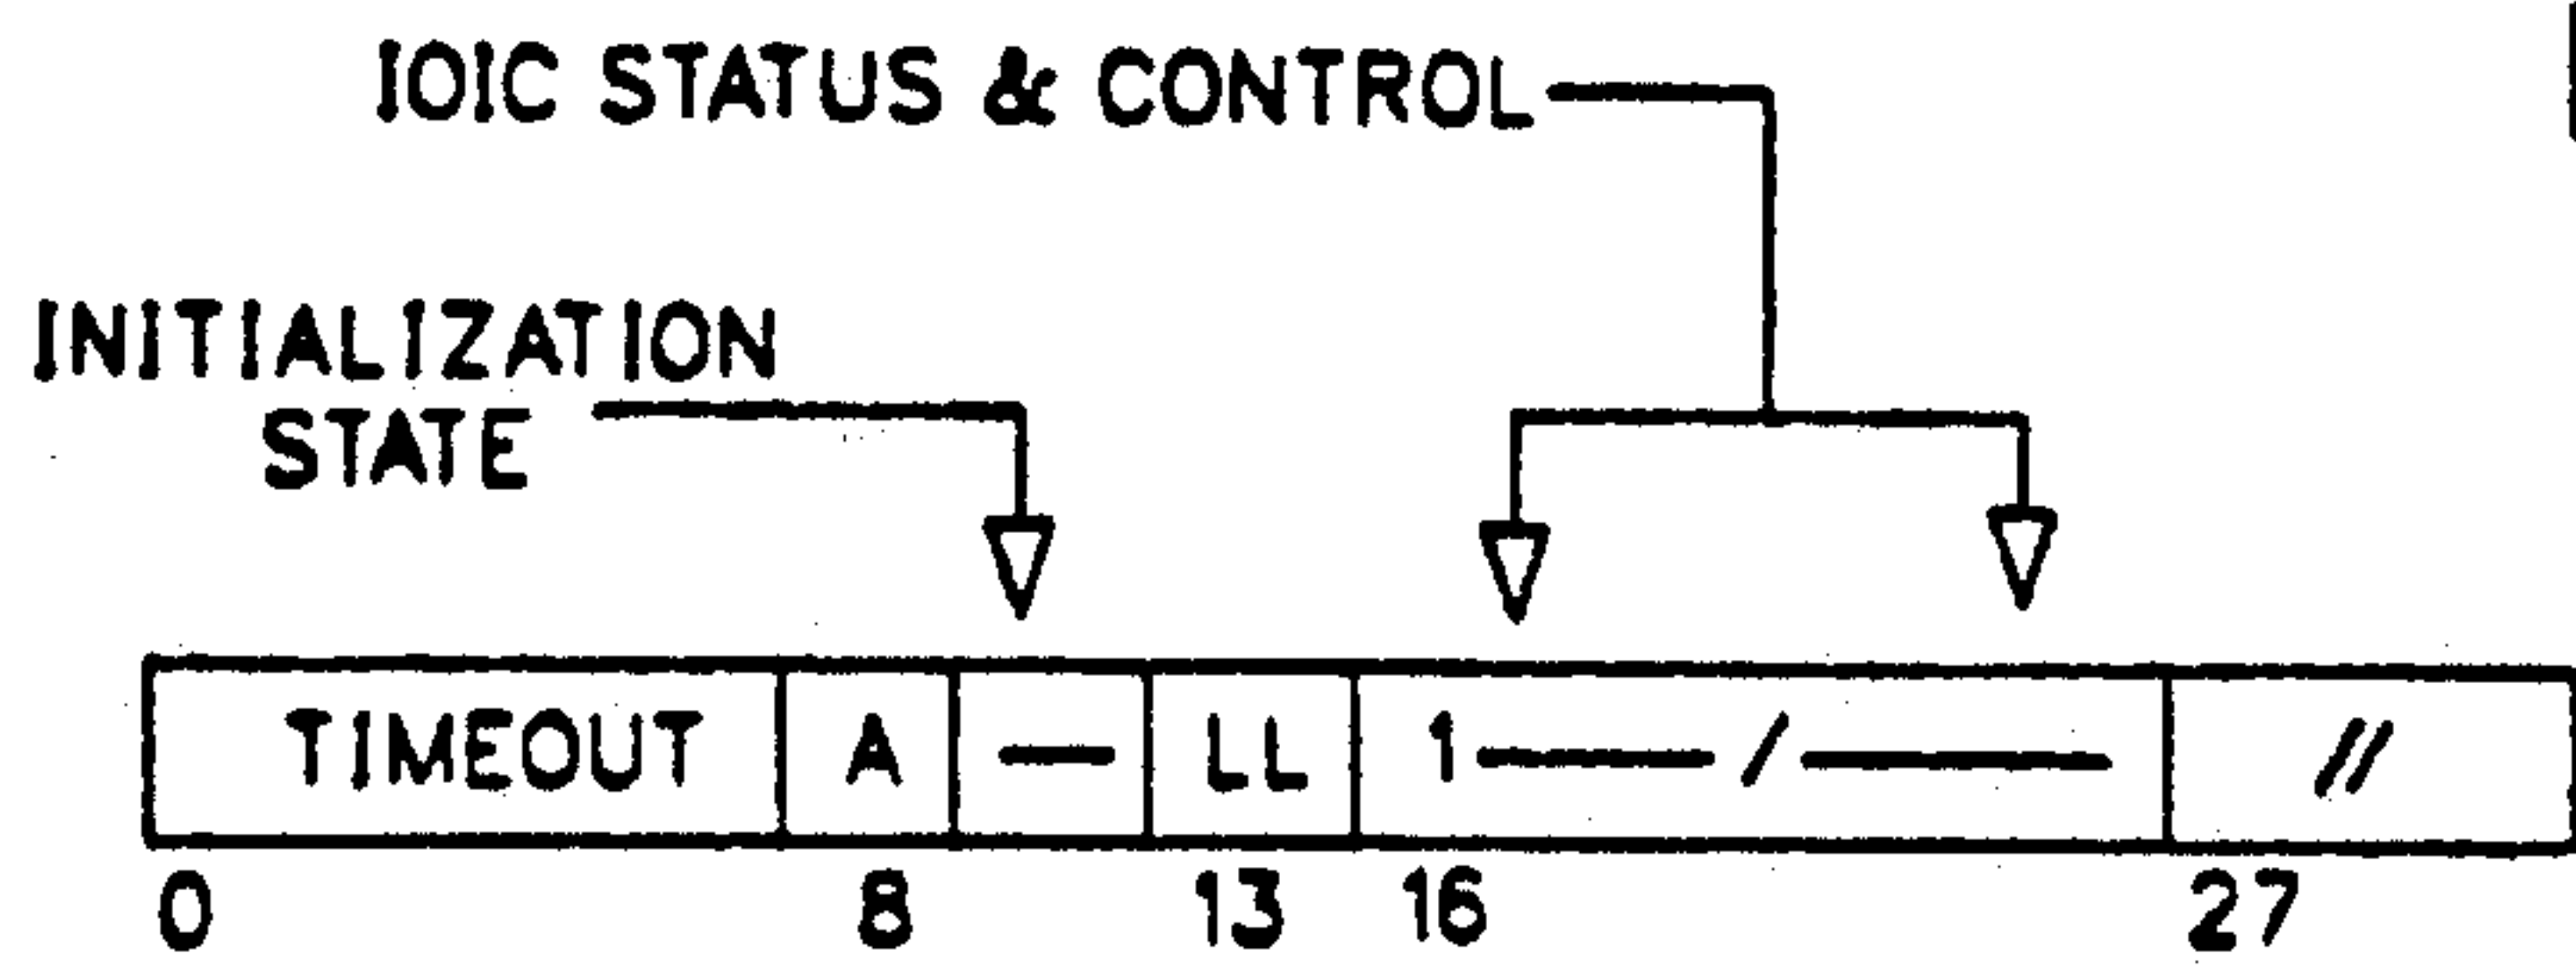 IOIC STATUS & CONTROL
INITIALIZATION
STATE
TIMEOUT A — LL 1——/—— //
0 8 13 16 27